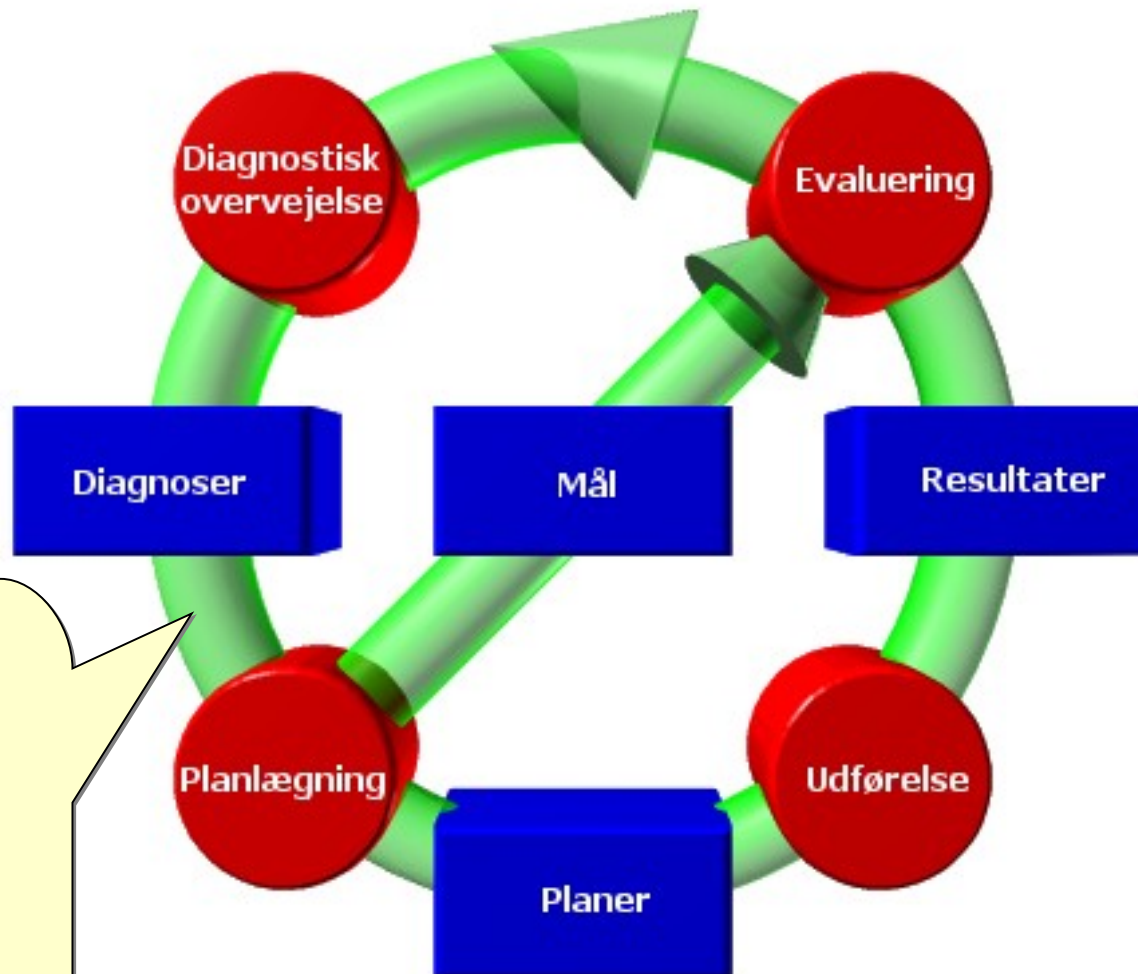 Diagnostisk
overvejelse
Evaluering
Diagnoser
Mål
Resultater
Planlægning
Udførelse
Planer